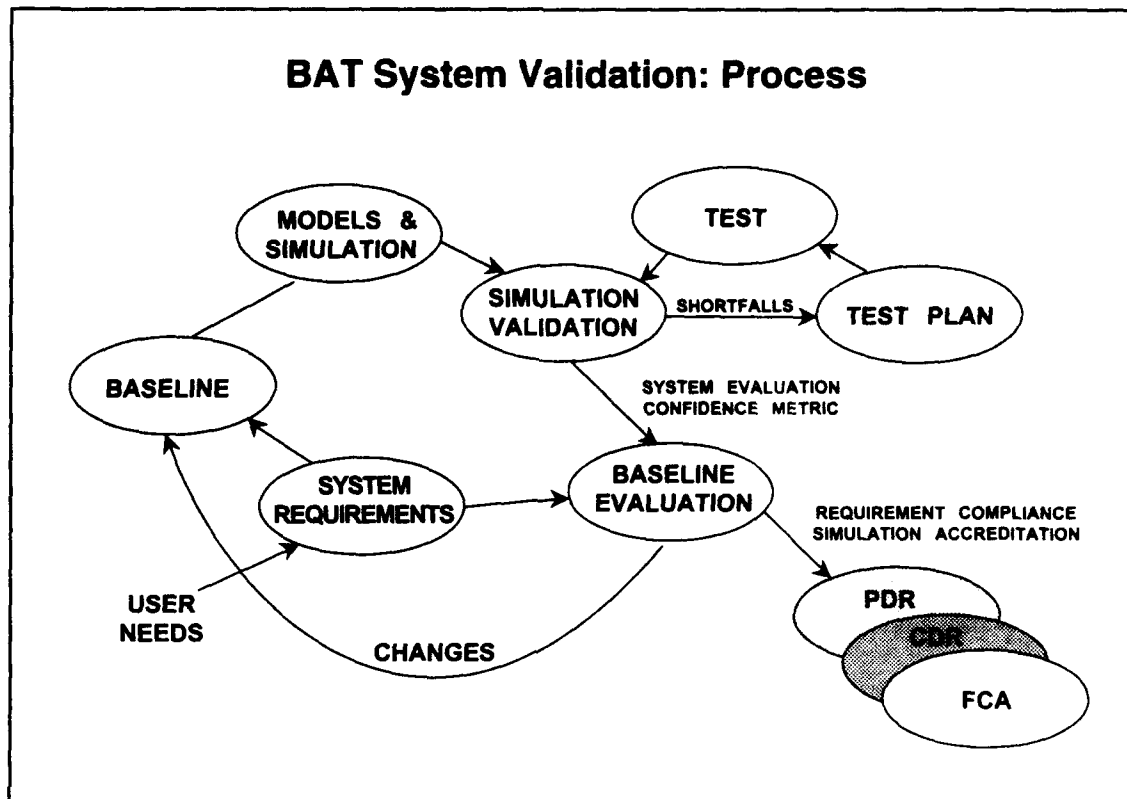 BAT System Validation: Process
MODELS &
SIMULATION
TEST
SIMULATION
VALIDATION
SHORTFALLS
TEST PLAN
BASELINE
SYSTEM EVALUATION
CONFIDENCE METRIC
SYSTEM
REQUIREMENTS
BASELINE
EVALUATION
REQUIREMENT COMPLIANCE
SIMULATION ACCREDITATION
USER
NEEDS
CHANGES
PDR
CDR
FCA